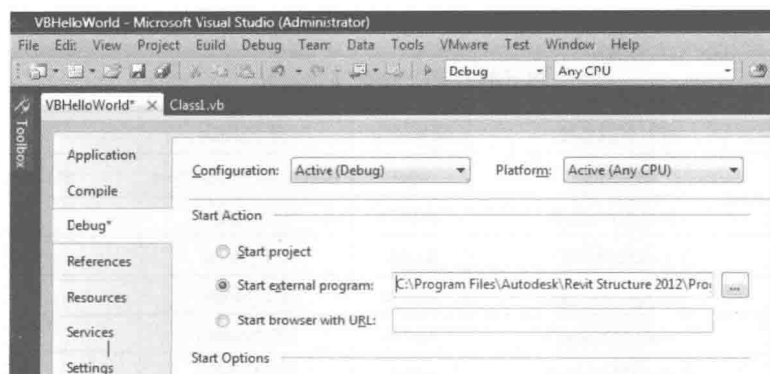 VBHelloWorld - Microsoft Visual Studio (Administrator)
File Edit View Project Build Debug Team Data Tools VMware Test Window Help
Debug Any CPU
Toolbox
VBHelloWorld* × Class1.vb
Application
Compile
Debug*
References
Resources
Services
Settings
Configuration: Active (Debug) Platform: Active (Any CPU)
Start Action
Start project
Start external program: C:\Program Files\Autodesk\Revit Structure 2012\Pro
...
Start browser with URL:
Start Options